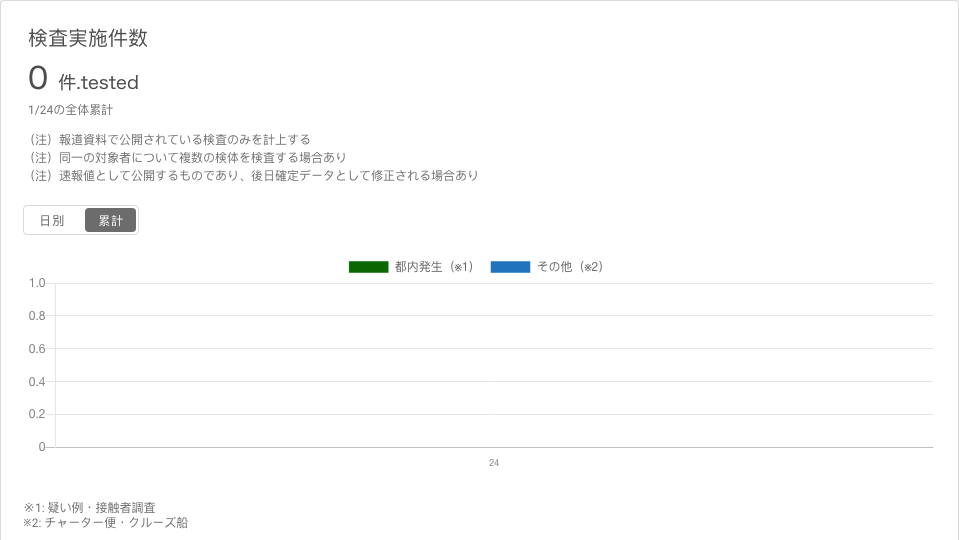 検査実施件数
0 件.tested
1/24の全体累計
（注）報道資料で公開されている検査のみを計上する
（注）同一の対象者について複数の検体を検査する場合あり
（注）速報値として公開するものであり、後日確定データとして修正される場合あり
日別 累計
都内発生（※1） その他（※2）
1.0
0.8
0.6
0.4
0.2
0
24
※1: 疑い例・接触者調査
※2: チャーター便・クルーズ船